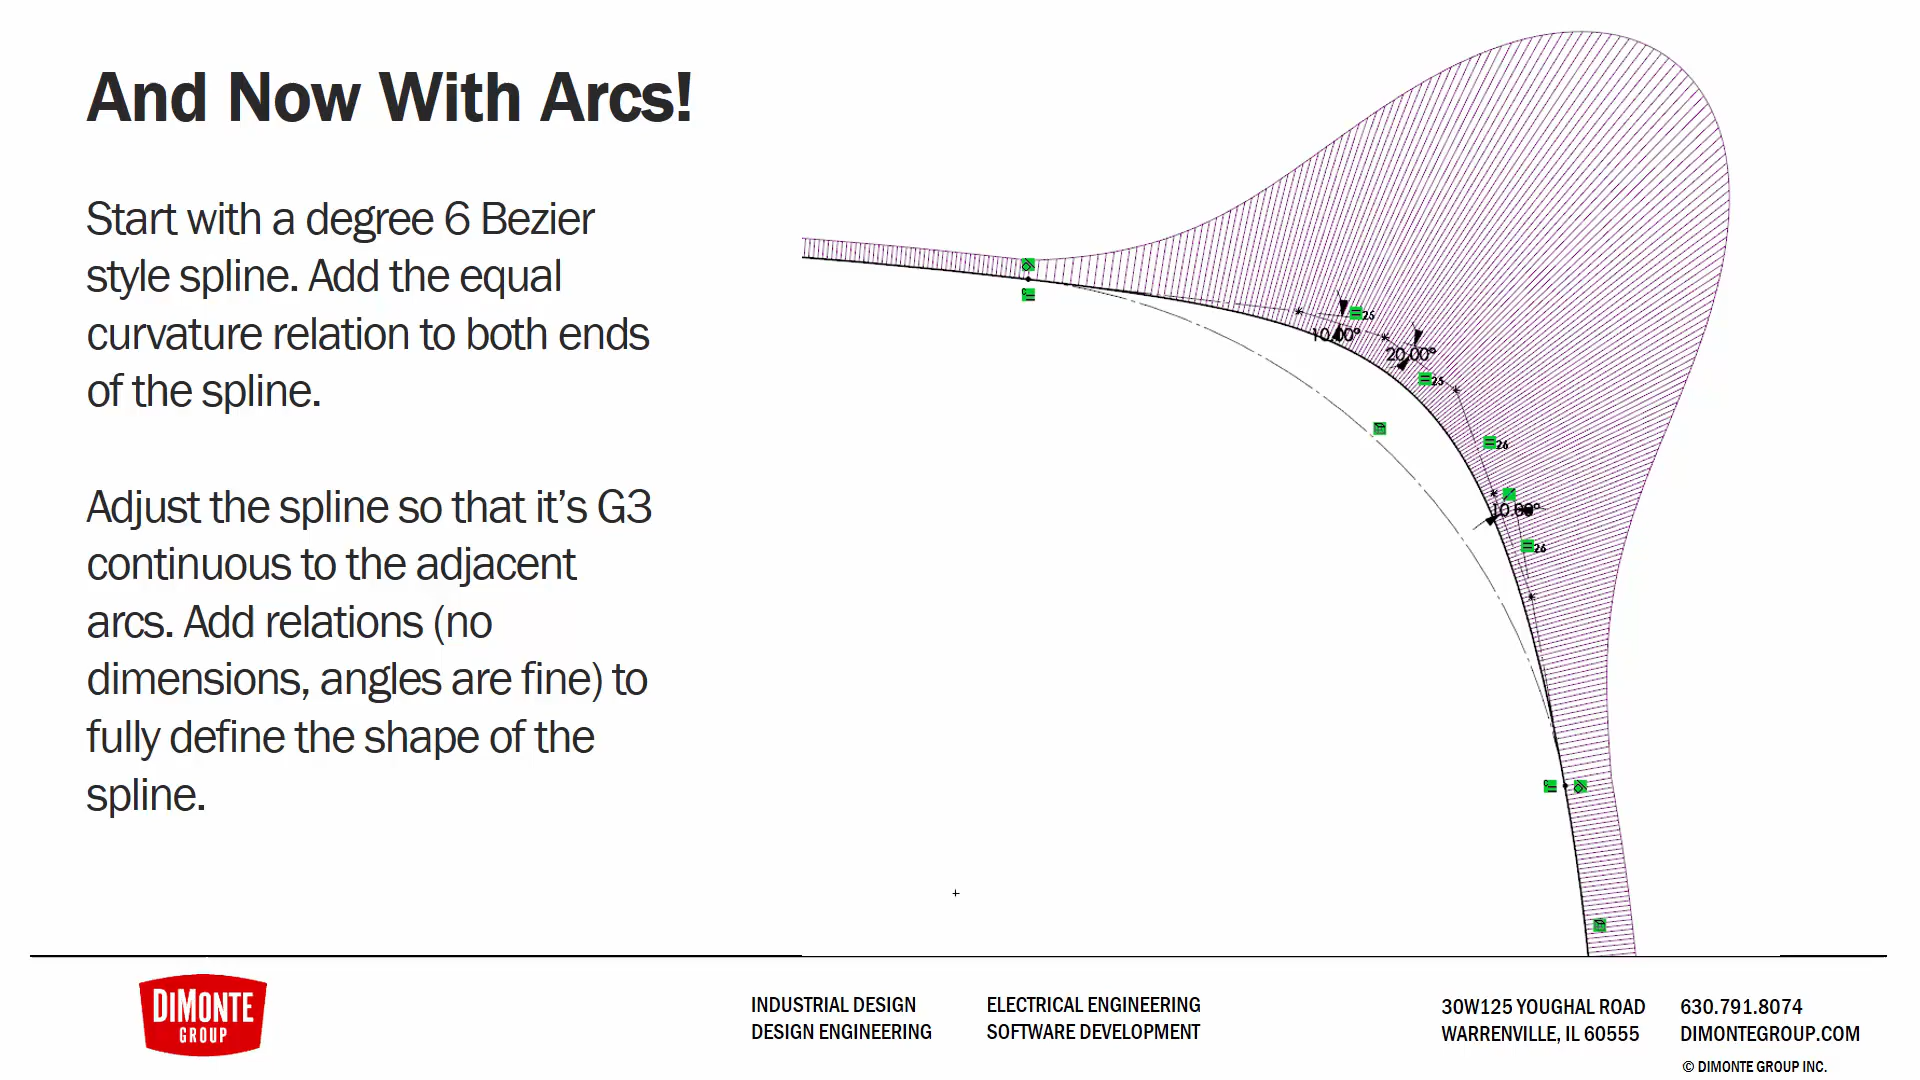 And Now With Arcs!
Start with a degree 6 Bezier
style spline. Add the equal
curvature relation to both ends
of the spline.
Adjust the spline so that it’s G3
continuous to the adjacent
arcs. Add relations (no
dimensions, angles are fine) to
fully define the shape of the
spline.
25
10.00°
20.00°
25
26
10.00°
26
DIMONTE
GROUP
INDUSTRIAL DESIGN
DESIGN ENGINEERING
ELECTRICAL ENGINEERING
SOFTWARE DEVELOPMENT
30W125 YOUGHAL ROAD
WARRENVILLE, IL 60555
630.791.8074
DIMONTEGROUP.COM
© DIMONTE GROUP INC.